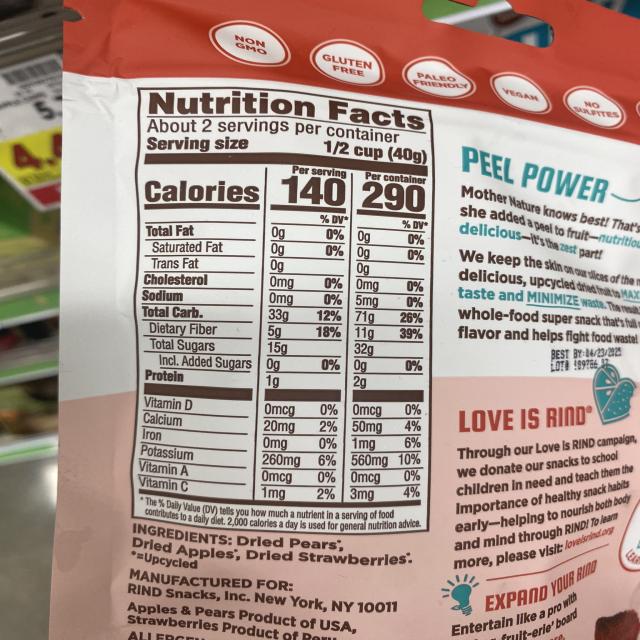 NON
GMO
GLUTEN
FREE
PALEO
FRIENDLY
VEGAN
NO
SULFITES
Nutrition Facts
About 2 servings per container
Serving size 1/2 cup (40g)
Per serving Per container
Calories 140 290
% DV* % DV*
Total Fat 0g 0% 0g 0%
Saturated Fat 0g 0% 0g 0%
Trans Fat 0g 0g
Cholesterol 0mg 0% 0mg 0%
Sodium 0mg 0% 5mg 0%
Total Carb. 33g 12% 71g 26%
Dietary Fiber 5g 18% 11g 39%
Total Sugars 15g 32g
Incl. Added Sugars 0g 0% 0g 0%
Protein 1g 2g
Vitamin D 0mcg 0% 0mcg 0%
Calcium 20mg 2% 50mg 4%
Iron 0mg 0% 1mg 6%
Potassium 260mg 6% 560mg 10%
Vitamin A 0mcg 0% 0mcg 0%
Vitamin C 1mg 2% 3mg 4%
* The % Daily Value (DV) tells you how much a nutrient in a serving of food
contributes to a daily diet. 2,000 calories a day is used for general nutrition advice.
INGREDIENTS: Dried Pears*,
Dried Apples*, Dried Strawberries*.
*=Upcycled
MANUFACTURED FOR:
RIND Snacks, Inc. New York, NY 10011
Apples & Pears Product of USA,
Strawberries Product of
PEEL POWER
Mother Nature knows best! That's
she added a peel to fruit—nutritiou
delicious—it's the zest part!
We keep the skin on our slices of the
delicious, upcycled dried fruit to MAX
taste and MINIMIZE waste. The result
whole-food super snack that's full
flavor and helps fight food waste!
BEST BY:04/23/2025
LOT#
LOVE IS RIND®
Through our Love is RIND campaign,
we donate our snacks to school
children in need and teach them the
importance of healthy snack habits
early—helping to nourish both body
and mind through RIND! To learn
more, please visit: loveisrind.org
EXPAND YOUR RIND
Entertain like a pro with
fruit-erie' board